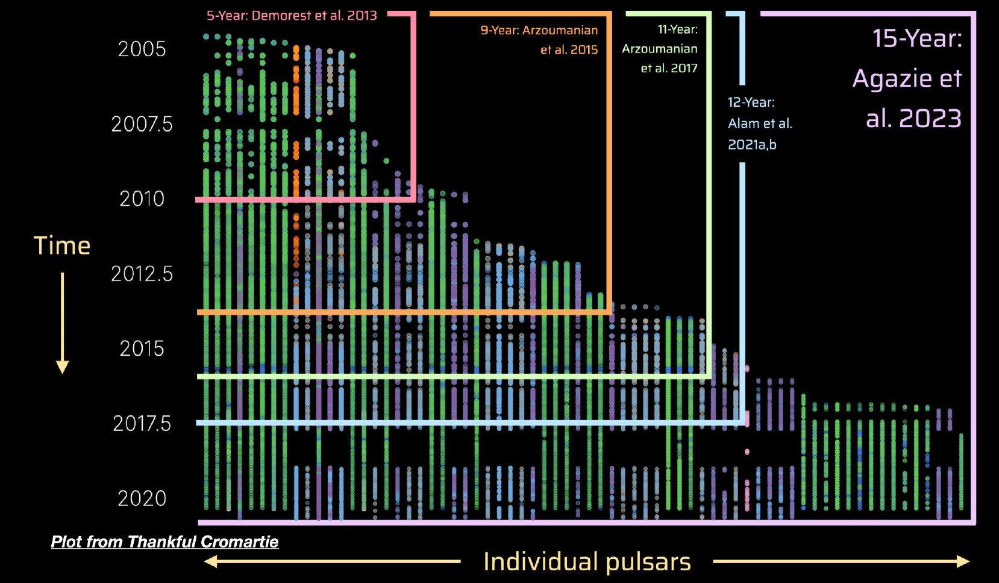 5-Year: Demorest et al. 2013
9-Year: Arzoumanian
et al. 2015
11-Year:
Arzoumanian
et al. 2017
12-Year:
Alam et al.
2021a,b
15-Year:
Agazie et
al. 2023
2005
2007.5
2010
Time
2012.5
2015
2017.5
2020
Plot from Thankful Cromartie
Individual pulsars